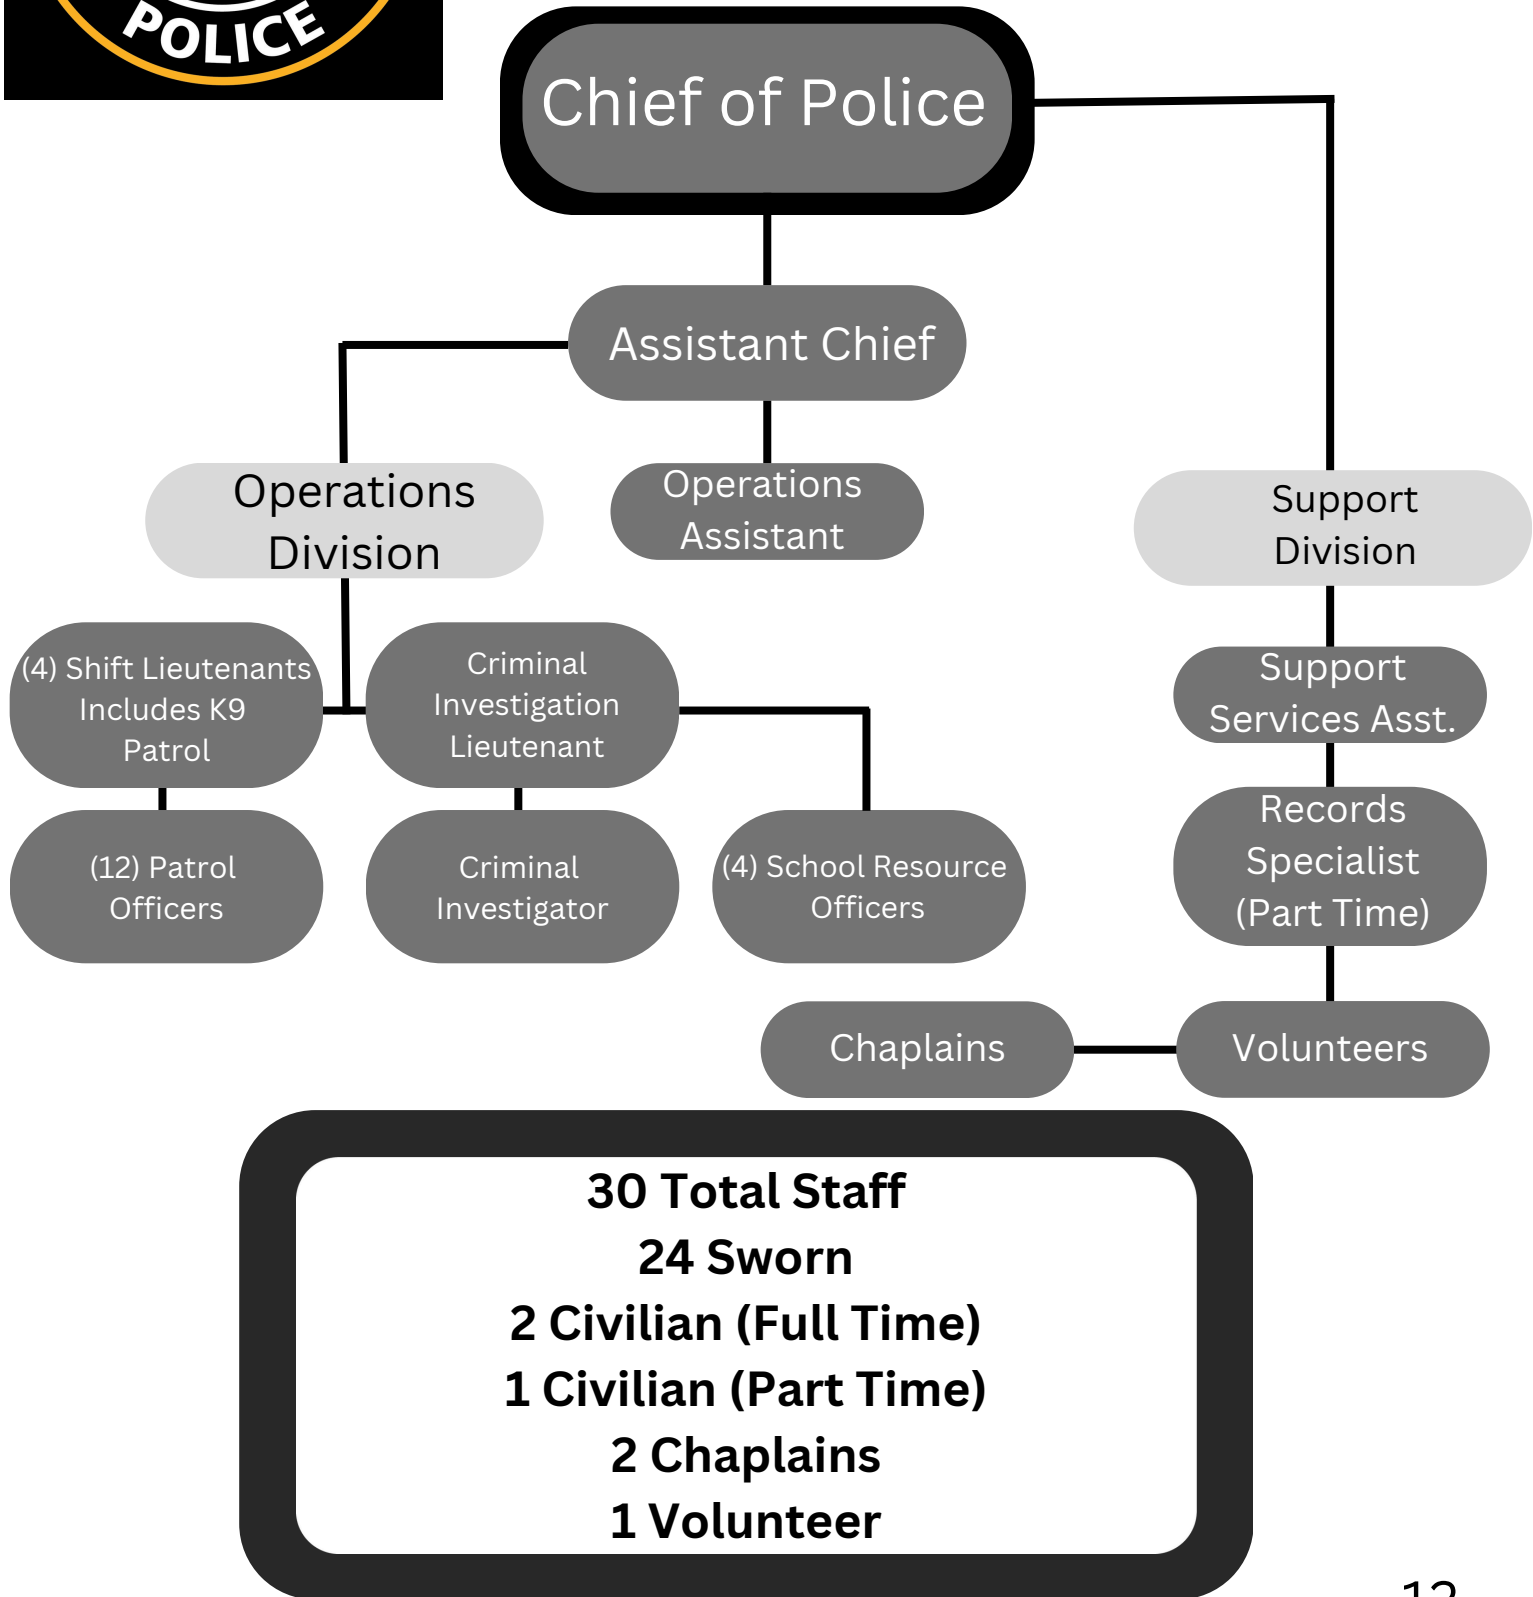 POLICE
Chief of Police
Assistant Chief
Operations
Division
Operations
Assistant
Support
Division
(4) Shift Lieutenants
Includes K9
Patrol
Criminal
Investigation
Lieutenant
Support
Services Asst.
(12) Patrol
Officers
Criminal
Investigator
(4) School Resource
Officers
Records
Specialist
(Part Time)
Chaplains
Volunteers
30 Total Staff
24 Sworn
2 Civilian (Full Time)
1 Civilian (Part Time)
2 Chaplains
1 Volunteer